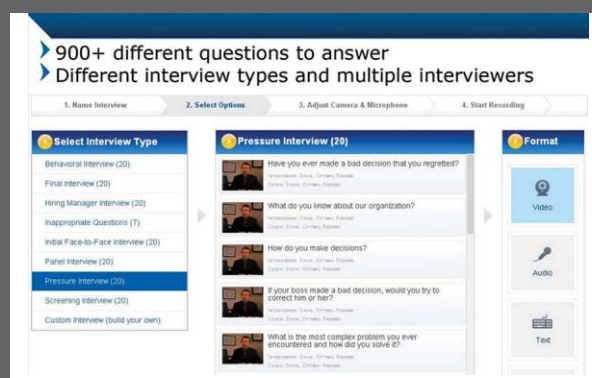 900+ different questions to answer
Different interview types and multiple interviewers
1. Name Interview
2. Select Options
3. Adjust Camera & Microphone
4. Start Recording
Select Interview Type
Behavioral Interview (20)
Final Interview (20)
Hiring Manager Interview (20)
Inappropriate Questions (7)
Initial Face-to-Face Interview (20)
Panel Interview (20)
Pressure Interview (20)
Screening Interview (20)
Custom Interview (build your own)
Pressure Interview (20)
Have you ever made a bad decision that you regretted?
What do you know about our organization?
How do you make decisions?
If your boss made a bad decision, would you try to
correct him or her?
What is the most complex problem you ever
encountered and how did you solve it?
Format
Video
Audio
Text